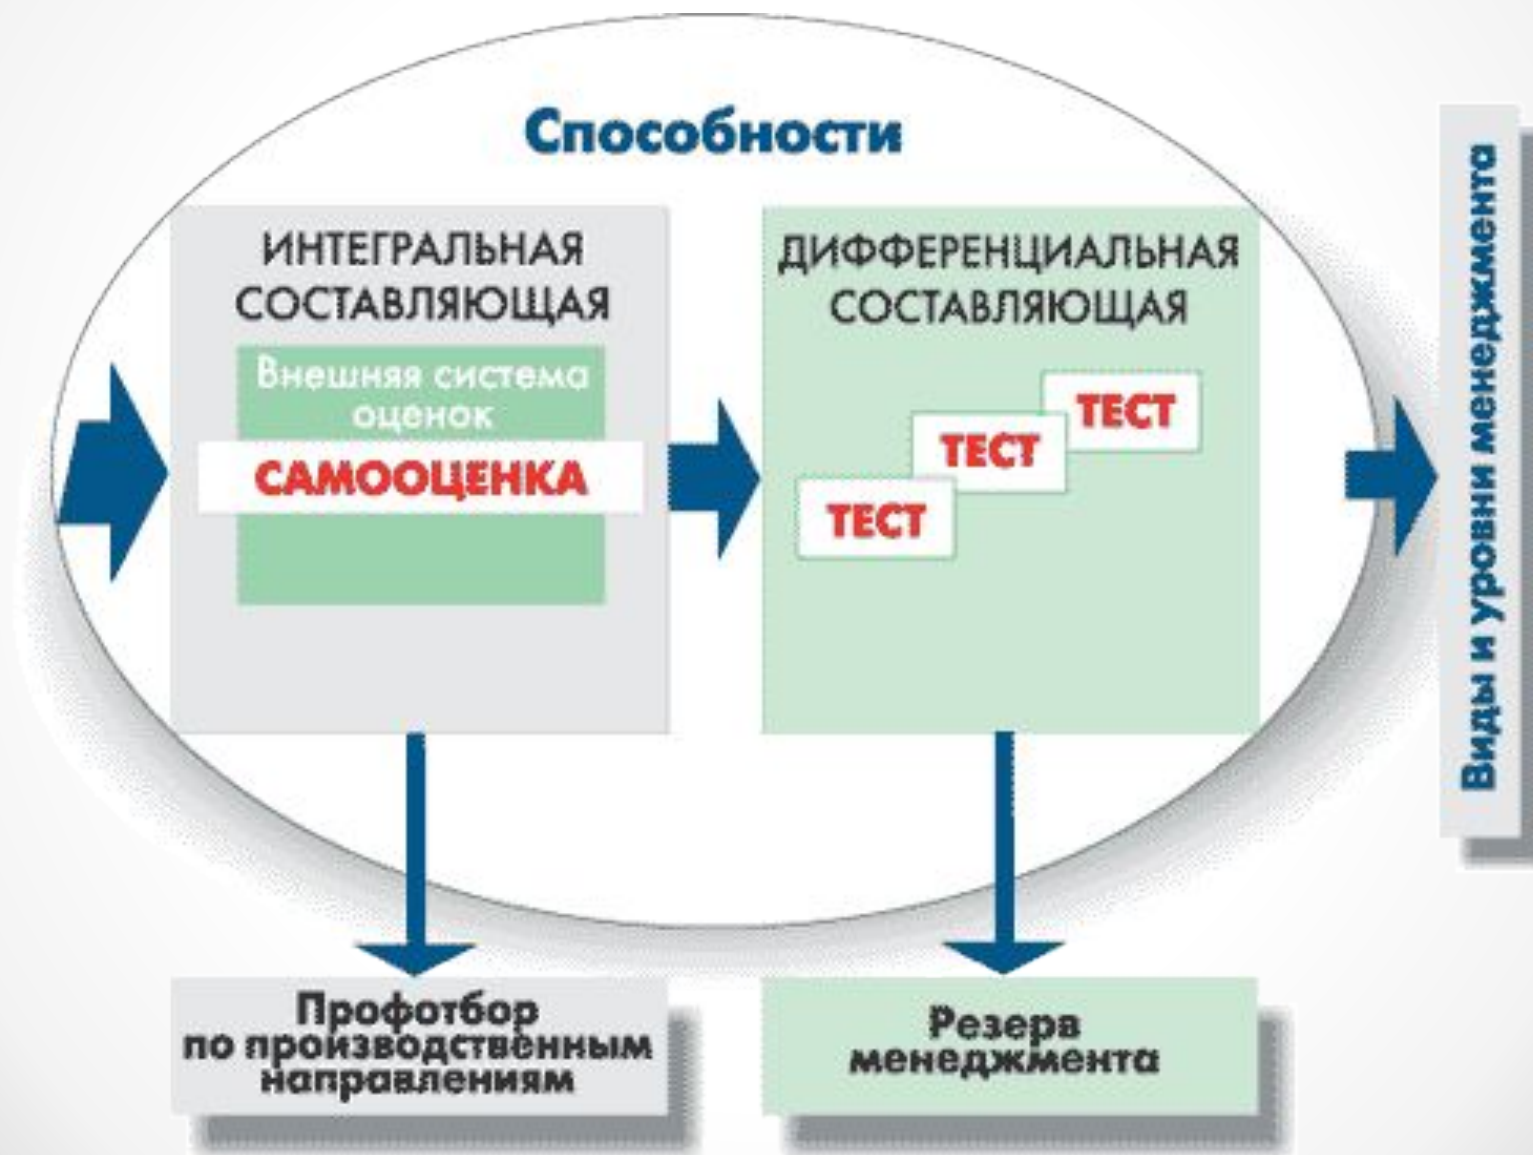 Способности
ИНТЕГРАЛЬНАЯ
СОСТАВЛЯЮЩАЯ
Внешняя система
оценок
САМООЦЕНКА
ДИФФЕРЕНЦИАЛЬНАЯ
СОСТАВЛЯЮЩАЯ
ТЕСТ
ТЕСТ
ТЕСТ
Виды и уровни менеджмента
Профотбор
по производственным
направлениям
Резерв
менеджмента